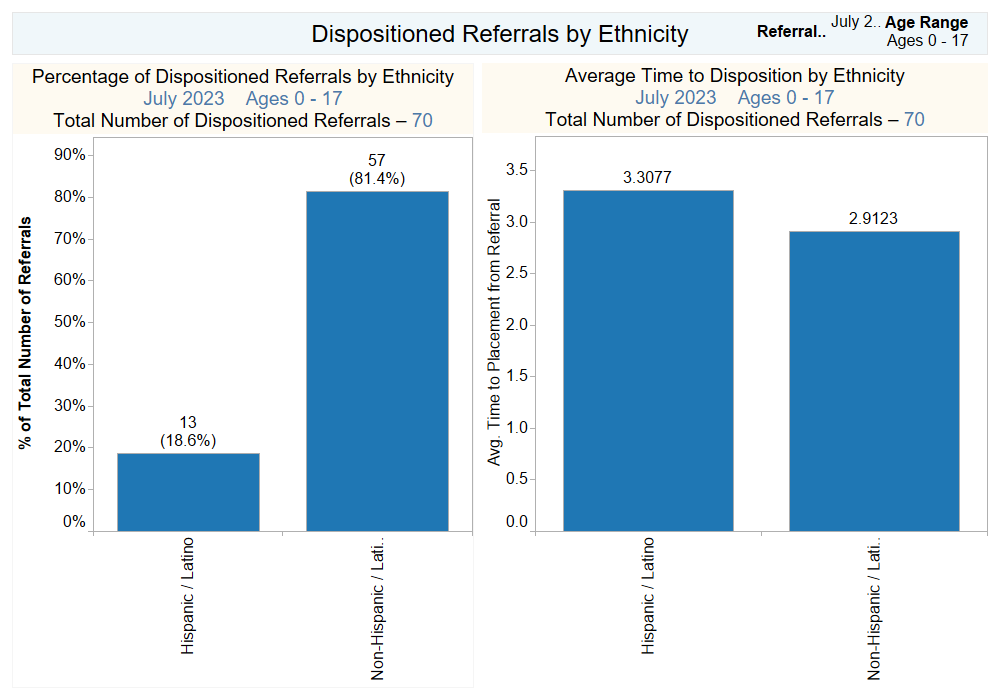 Dispositioned Referrals by Ethnicity
Referral.. July 2.. Age Range
Ages 0 - 17
Percentage of Dispositioned Referrals by Ethnicity
July 2023 Ages 0 - 17
Total Number of Dispositioned Referrals – 70
% of Total Number of Referrals
90%
80%
70%
60%
50%
40%
30%
20%
10%
0%
13
(18.6%)
57
(81.4%)
Hispanic / Latino
Non-Hispanic / Lati..
Average Time to Disposition by Ethnicity
July 2023 Ages 0 - 17
Total Number of Dispositioned Referrals – 70
Avg. Time to Placement from Referral
3.5
3.0
2.5
2.0
1.5
1.0
0.5
0.0
3.3077
2.9123
Hispanic / Latino
Non-Hispanic / Lati..